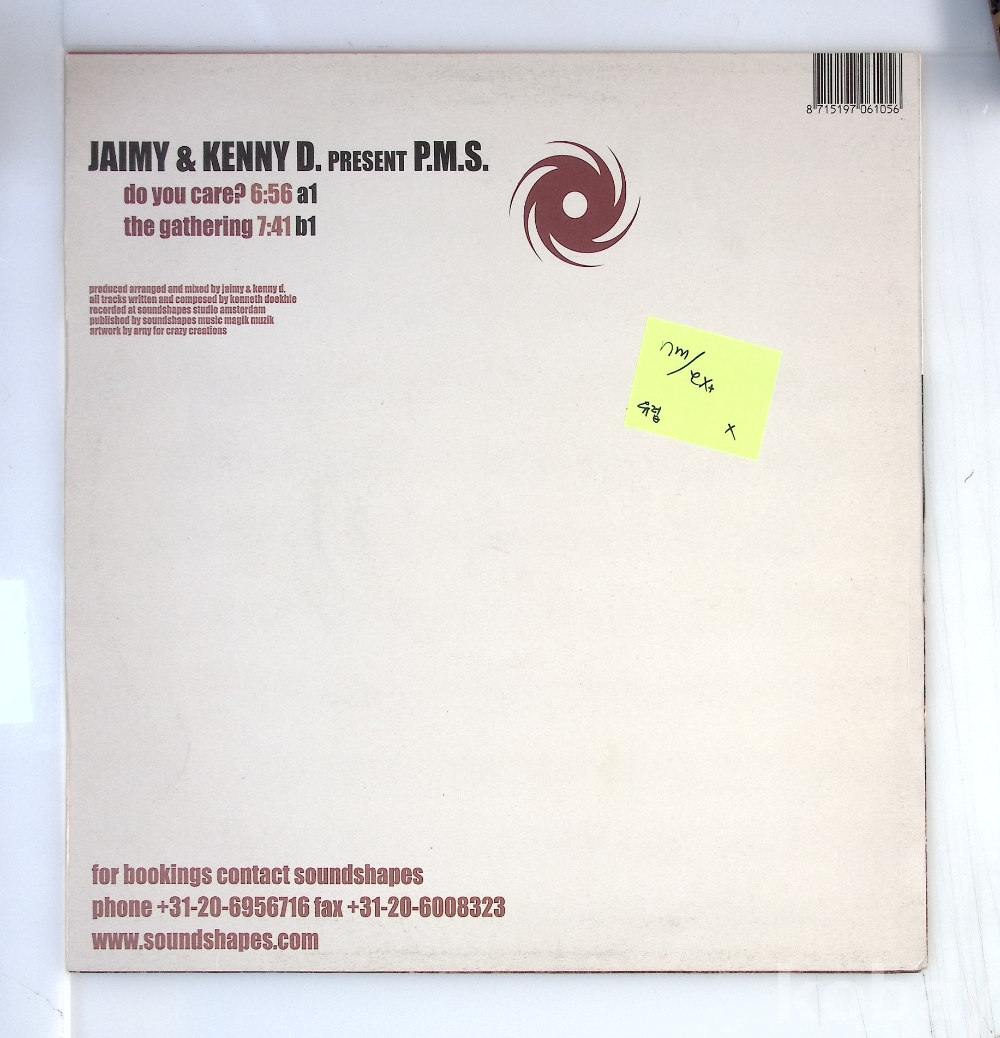 8 715197 061056
JAIMY & KENNY D. PRESENT P.M.S.
do you care? 6:56 a1
the gathering 7:41 b1
produced arranged and mixed by jaimy & kenny d.
all tracks written and composed by kenneth doekhie
recorded at soundshapes studio amsterdam
published by soundshapes music magik muzik
artwork by arny for crazy creations
nm/
ex+
유럽
x
for bookings contact soundshapes
phone +31-20-6956716 fax +31-20-6008323
www.soundshapes.com